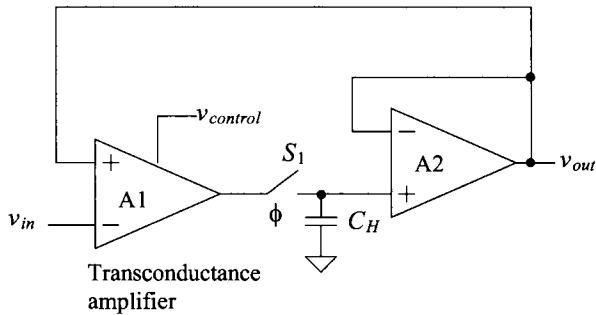 v_control
S_1
+
A1
−
v_in
ϕ
C_H
−
A2
+
v_out
Transconductance
amplifier